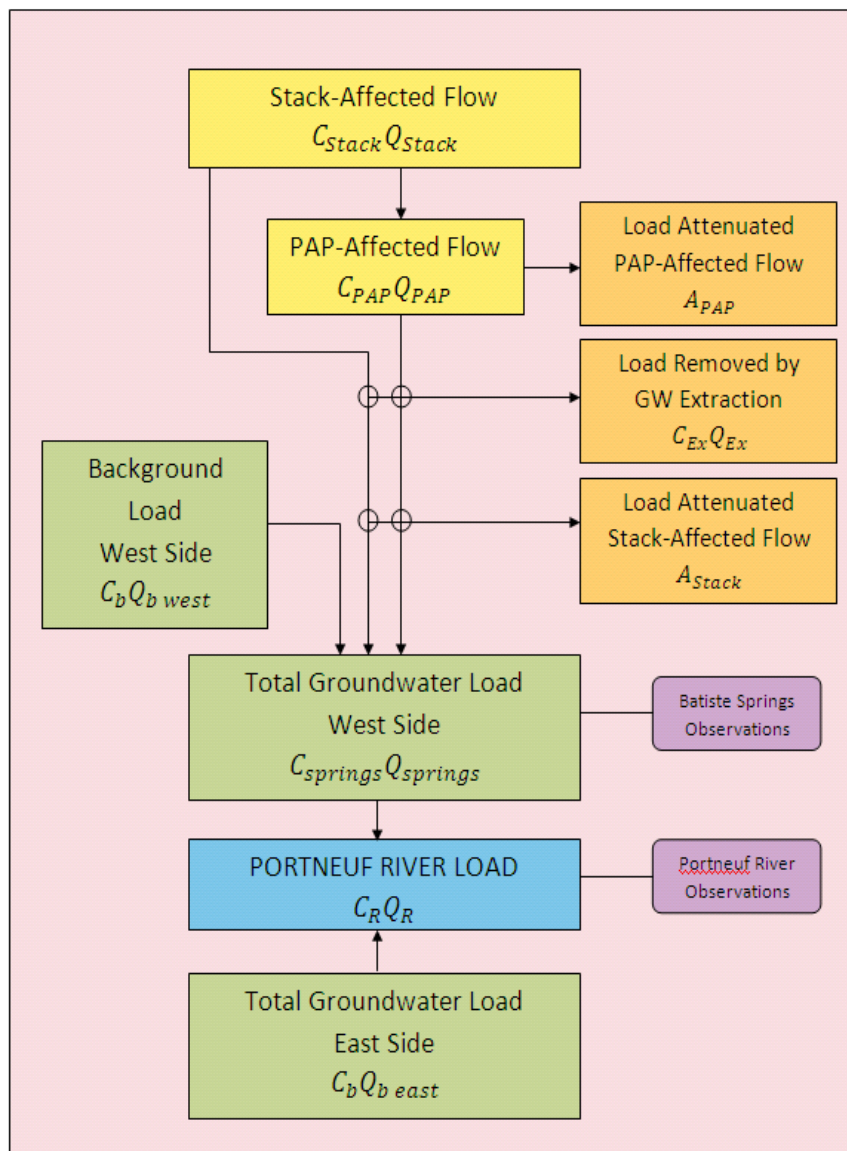 Stack-Affected Flow
C_Stack Q_Stack
PAP-Affected Flow
C_PAP Q_PAP
Load Attenuated
PAP-Affected Flow
A_PAP
Load Removed by
GW Extraction
C_Ex Q_Ex
Background
Load
West Side
C_b Q_b west
Load Attenuated
Stack-Affected Flow
A_Stack
Total Groundwater Load
West Side
C_springs Q_springs
Batiste Springs
Observations
PORTNEUF RIVER LOAD
C_R Q_R
Portneuf River
Observations
Total Groundwater Load
East Side
C_b Q_b east